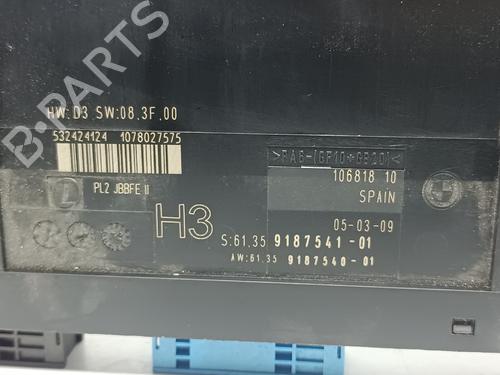 B-PARTS
HW:D3 SW:08.3F.00
532424124 1078027575
>PA6-(GF10+GB20)<
106818 10
PL2 JBBFE II
SPAIN
H3
05-03-09
S:61.35 9187541-01
AW:61.35 9187540-01